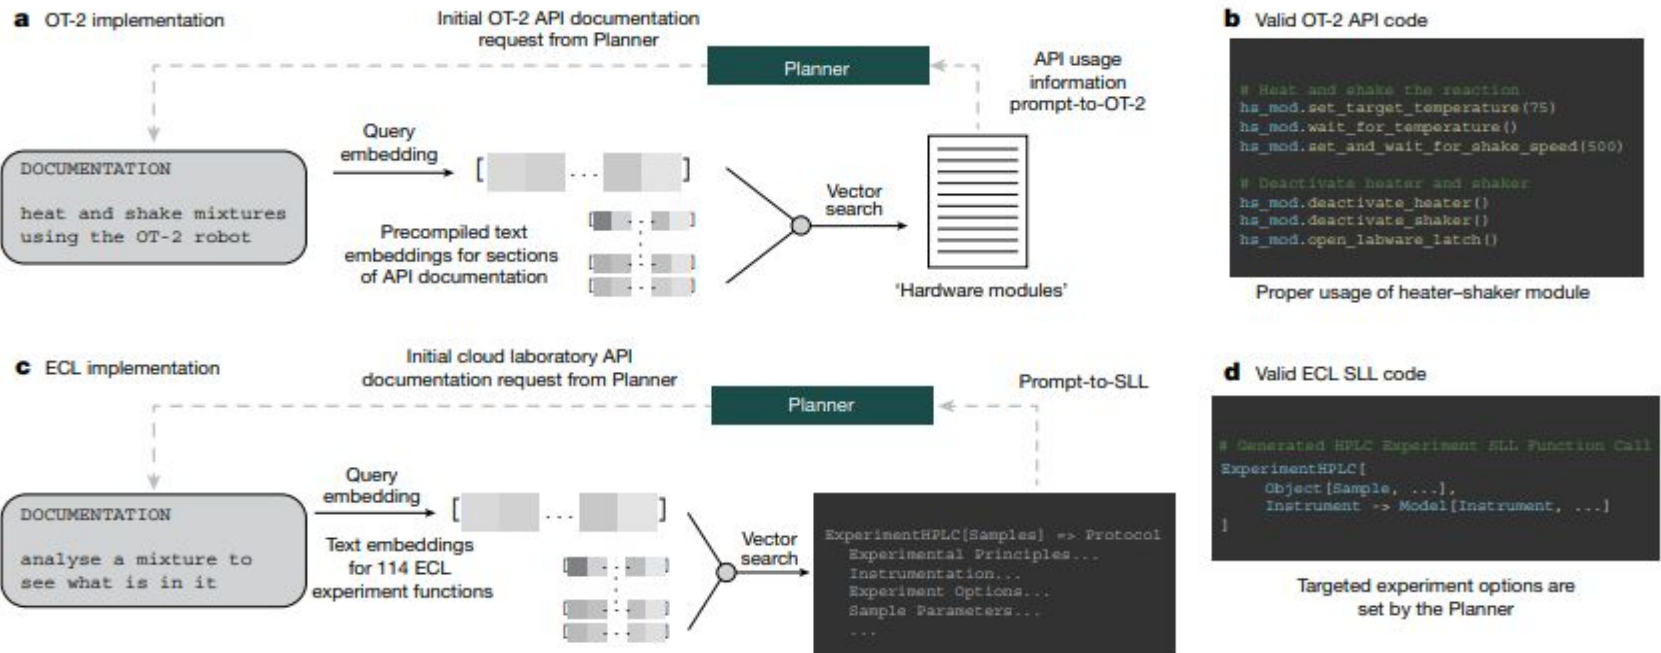 a OT-2 implementation
Initial OT-2 API documentation
request from Planner
Planner
API usage
information
prompt-to-OT-2
DOCUMENTATION
heat and shake mixtures
using the OT-2 robot
Query
embedding
[ ... ]
Precompiled text
embeddings for sections
of API documentation
Vector
search
'Hardware modules'
b Valid OT-2 API code
# Heat and shake the reaction
hs_mod.set_target_temperature(75)
hs_mod.wait_for_temperature()
hs_mod.set_and_wait_for_shake_speed(500)
# Deactivate heater and shaker
hs_mod.deactivate_heater()
hs_mod.deactivate_shaker()
hs_mod.open_labware_latch()
Proper usage of heater–shaker module
c ECL implementation
Initial cloud laboratory API
documentation request from Planner
Planner
Prompt-to-SLL
DOCUMENTATION
analyse a mixture to
see what is in it
Query
embedding
[ ... ]
Text embeddings
for 114 ECL
experiment functions
Vector
search
ExperimentHPLC[Samples] => Protocol
Experimental Principles...
Instrumentation...
Experiment Options...
Sample Parameters...
...
d Valid ECL SLL code
# Generated HPLC Experiment SLL Function Call
ExperimentHPLC[
Object[Sample, ...],
Instrument -> Model[Instrument, ...]
]
Targeted experiment options are
set by the Planner